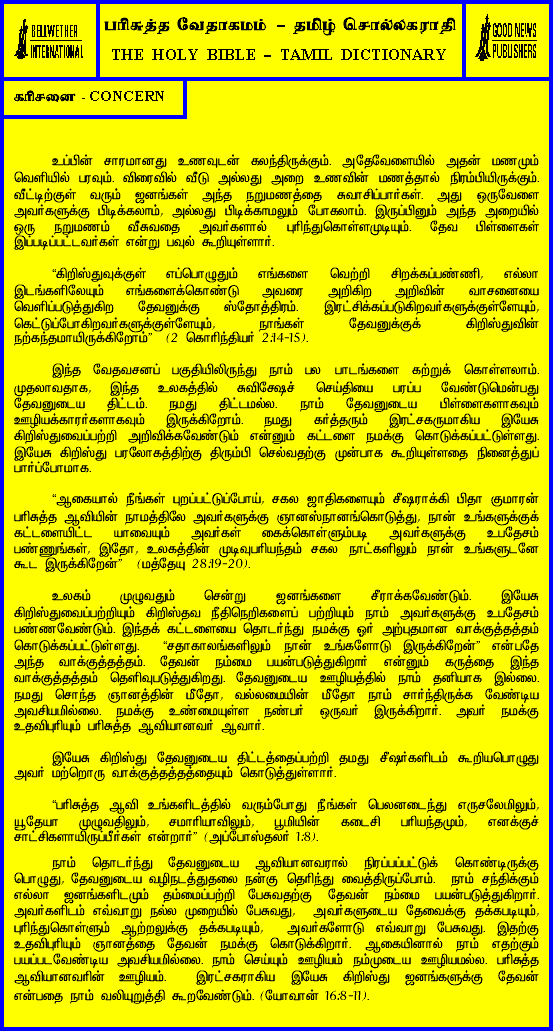 BELLWETHER
INTERNATIONAL
பரிசுத்த வேதாகமம் – தமிழ் சொல்லகராதி
THE HOLY BIBLE – TAMIL DICTIONARY
GOOD NEWS
PUBLISHERS
கரிசனை - CONCERN
உப்பின் சாரமானது உணவுடன் கலந்திருக்கும். அதேவேளையில் அதன் மணமும்
வெளியில் பரவும். விரைவில் வீடு அல்லது அறை உணவின் மணத்தால் நிரம்பியிருக்கும்.
வீட்டிற்குள் வரும் ஜனங்கள் அந்த நறுமணத்தை சுவாசிப்பார்கள். அது ஒருவேளை
அவர்களுக்கு பிடிக்கலாம், அல்லது பிடிக்காமலும் போகலாம். இருப்பினும் அந்த அறையில்
ஒரு நறுமணம் வீசுவதை அவர்களால் புரிந்துகொள்ளமுடியும். தேவ பிள்ளைகள்
இப்படிப்பட்டவர்கள் என்று பவுல் கூறியுள்ளார்.
“கிறிஸ்துவுக்குள் எப்பொழுதும் எங்களை வெற்றி சிறக்கப்பண்ணி, எல்லா
இடங்களிலேயும் எங்களைக்கொண்டு அவரை அறிகிற அறிவின் வாசனையை
வெளிப்படுத்துகிற தேவனுக்கு ஸ்தோத்திரம். இரட்சிக்கப்படுகிறவர்களுக்குள்ளேயும்,
கெட்டுப்போகிறவர்களுக்குள்ளேயும், நாங்கள் தேவனுக்குக் கிறிஸ்துவின்
நற்கந்தமாயிருக்கிறோம்” (2 கொரிந்தியர் 2:14-15).
இந்த வேதவசனப் பகுதியிலிருந்து நாம் பல பாடங்களை கற்றுக் கொள்ளலாம்.
முதலாவதாக, இந்த உலகத்தில் சுவிசேஷச் செய்தியை பரப்ப வேண்டுமென்பது
தேவனுடைய திட்டம். நமது திட்டமல்ல. நாம் தேவனுடைய பிள்ளைகளாகவும்
ஊழியக்காரர்களாகவும் இருக்கிறோம். நமது கர்த்தரும் இரட்சகருமாகிய இயேசு
கிறிஸ்துவைப்பற்றி அறிவிக்கவேண்டும் என்னும் கட்டளை நமக்கு கொடுக்கப்பட்டுள்ளது.
இயேசு கிறிஸ்து பரலோகத்திற்கு திரும்பி செல்வதற்கு முன்பாக கூறியுள்ளதை நினைத்துப்
பார்ப்போமாக.
“ஆகையால் நீங்கள் புறப்பட்டுப்போய், சகல ஜாதிகளையும் சீஷராக்கி பிதா குமாரன்
பரிசுத்த ஆவியின் நாமத்திலே அவர்களுக்கு ஞானஸ்நானங்கொடுத்து, நான் உங்களுக்குக்
கட்டளையிட்ட யாவையும் அவர்கள் கைக்கொள்ளும்படி அவர்களுக்கு உபதேசம்
பண்ணுங்கள், இதோ, உலகத்தின் முடிவுபரியந்தம் சகல நாட்களிலும் நான் உங்களுடனே
கூட இருக்கிறேன்” (மத்தேயு 28:19-20).
உலகம் முழுவதும் சென்று ஜனங்களை சீராக்கவேண்டும். இயேசு
கிறிஸ்துவைப்பற்றியும் கிறிஸ்தவ நீதிநெறிகளைப் பற்றியும் நாம் அவர்களுக்கு உபதேசம்
பண்ணவேண்டும். இந்தக் கட்டளையை தொடர்ந்து நமக்கு ஓர் அற்புதமான வாக்குத்தத்தம்
கொடுக்கப்பட்டுள்ளது. “சதாகாலங்களிலும் நான் உங்களோடு இருக்கிறேன்” என்பதே
அந்த வாக்குத்தத்தம். தேவன் நம்மை பயன்படுத்துகிறார் என்னும் கருத்தை இந்த
வாக்குத்தத்தம் தெளிவுபடுத்துகிறது. தேவனுடைய ஊழியத்தில் நாம் தனியாக இல்லை.
நமது சொந்த ஞானத்தின் மீதோ, வல்லமையின் மீதோ நாம் சார்ந்திருக்க வேண்டிய
அவசியமில்லை. நமக்கு உண்மையுள்ள நண்பர் ஒருவர் இருக்கிறார். அவர் நமக்கு
உதவிபுரியும் பரிசுத்த ஆவியானவர் ஆவார்.
இயேசு கிறிஸ்து தேவனுடைய திட்டத்தைப்பற்றி தமது சீஷர்களிடம் கூறியபொழுது
அவர் மற்றொரு வாக்குத்தத்தத்தையும் கொடுத்துள்ளார்.
“பரிசுத்த ஆவி உங்களிடத்தில் வரும்போது நீங்கள் பெலனடைந்து எருசலேமிலும்,
யூதேயா முழுவதிலும், சமாரியாவிலும், பூமியின் கடைசி பரியந்தமும், எனக்குச்
சாட்சிகளாயிருப்பீர்கள் என்றார்” (அப்போஸ்தலர் 1:8).
நாம் தொடர்ந்து தேவனுடைய ஆவியானவரால் நிரப்பப்பட்டுக் கொண்டிருக்கு
பொழுது, தேவனுடைய வழிநடத்துதலை நன்கு தெரிந்து வைத்திருப்போம். நாம் சந்திக்கும்
எல்லா ஜனங்களிடமும் தம்மைப்பற்றி பேசுவதற்கு தேவன் நம்மை பயன்படுத்துகிறார்.
அவர்களிடம் எவ்வாறு நல்ல முறையில் பேசுவது, அவர்களுடைய தேவைக்கு தக்கபடியும்,
புரிந்துகொள்ளும் ஆற்றலுக்கு தக்கபடியும், அவர்களோடு எவ்வாறு பேசுவது. இதற்கு
உதவிபுரியும் ஞானத்தை தேவன் நமக்கு கொடுக்கிறார். ஆகையினால் நாம் எதற்கும்
பயப்படவேண்டிய அவசியமில்லை. நாம் செய்யும் ஊழியம் நம்முடைய ஊழியமல்ல. பரிசுத்த
ஆவியானவரின் ஊழியம். இரட்சகராகிய இயேசு கிறிஸ்து ஜனங்களுக்கு தேவன்
என்பதை நாம் வலியுறுத்தி கூறவேண்டும். (யோவான் 16:8-11).